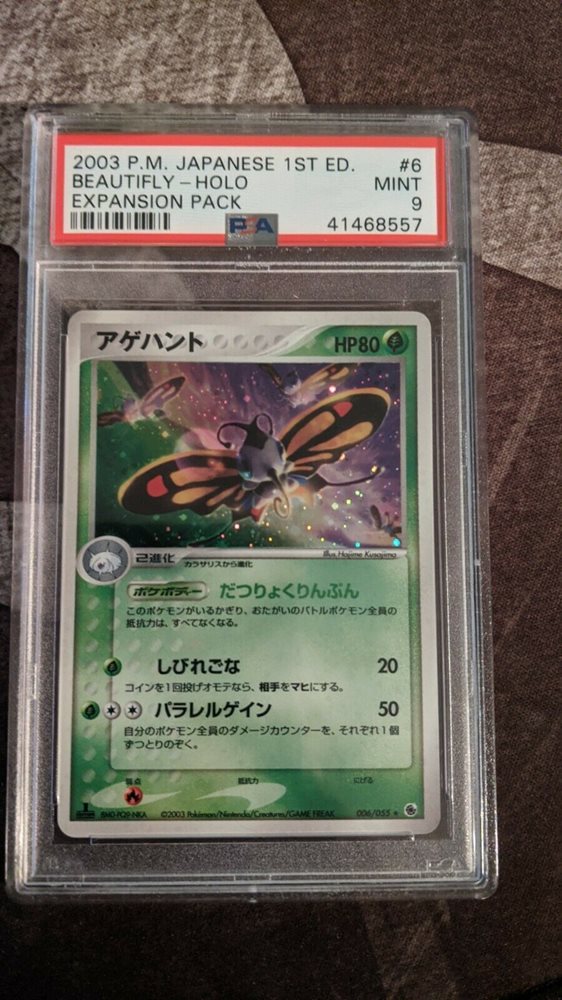 2003 P.M. JAPANESE 1ST ED. #6
BEAUTIFLY-HOLO MINT
EXPANSION PACK 9
PSA 41468557
アゲハント HP80
Illus. Hajime Kusajima
2進化 カラサリスから進化
ポケボディー だつりょくりんぷん
このポケモンがいるかぎり、おたがいのバトルポケモン全員の
抵抗力は、すべてなくなる。
しびれごな 20
コインを1回投げオモテなら、相手をマヒにする。
パラレルゲイン 50
自分のポケモン全員のダメージカウンターを、それぞれ1個
ずつとりのぞく。
弱点 抵抗力 にげる
©2003 Pokémon/Nintendo/Creatures/GAME FREAK 006/055 ★